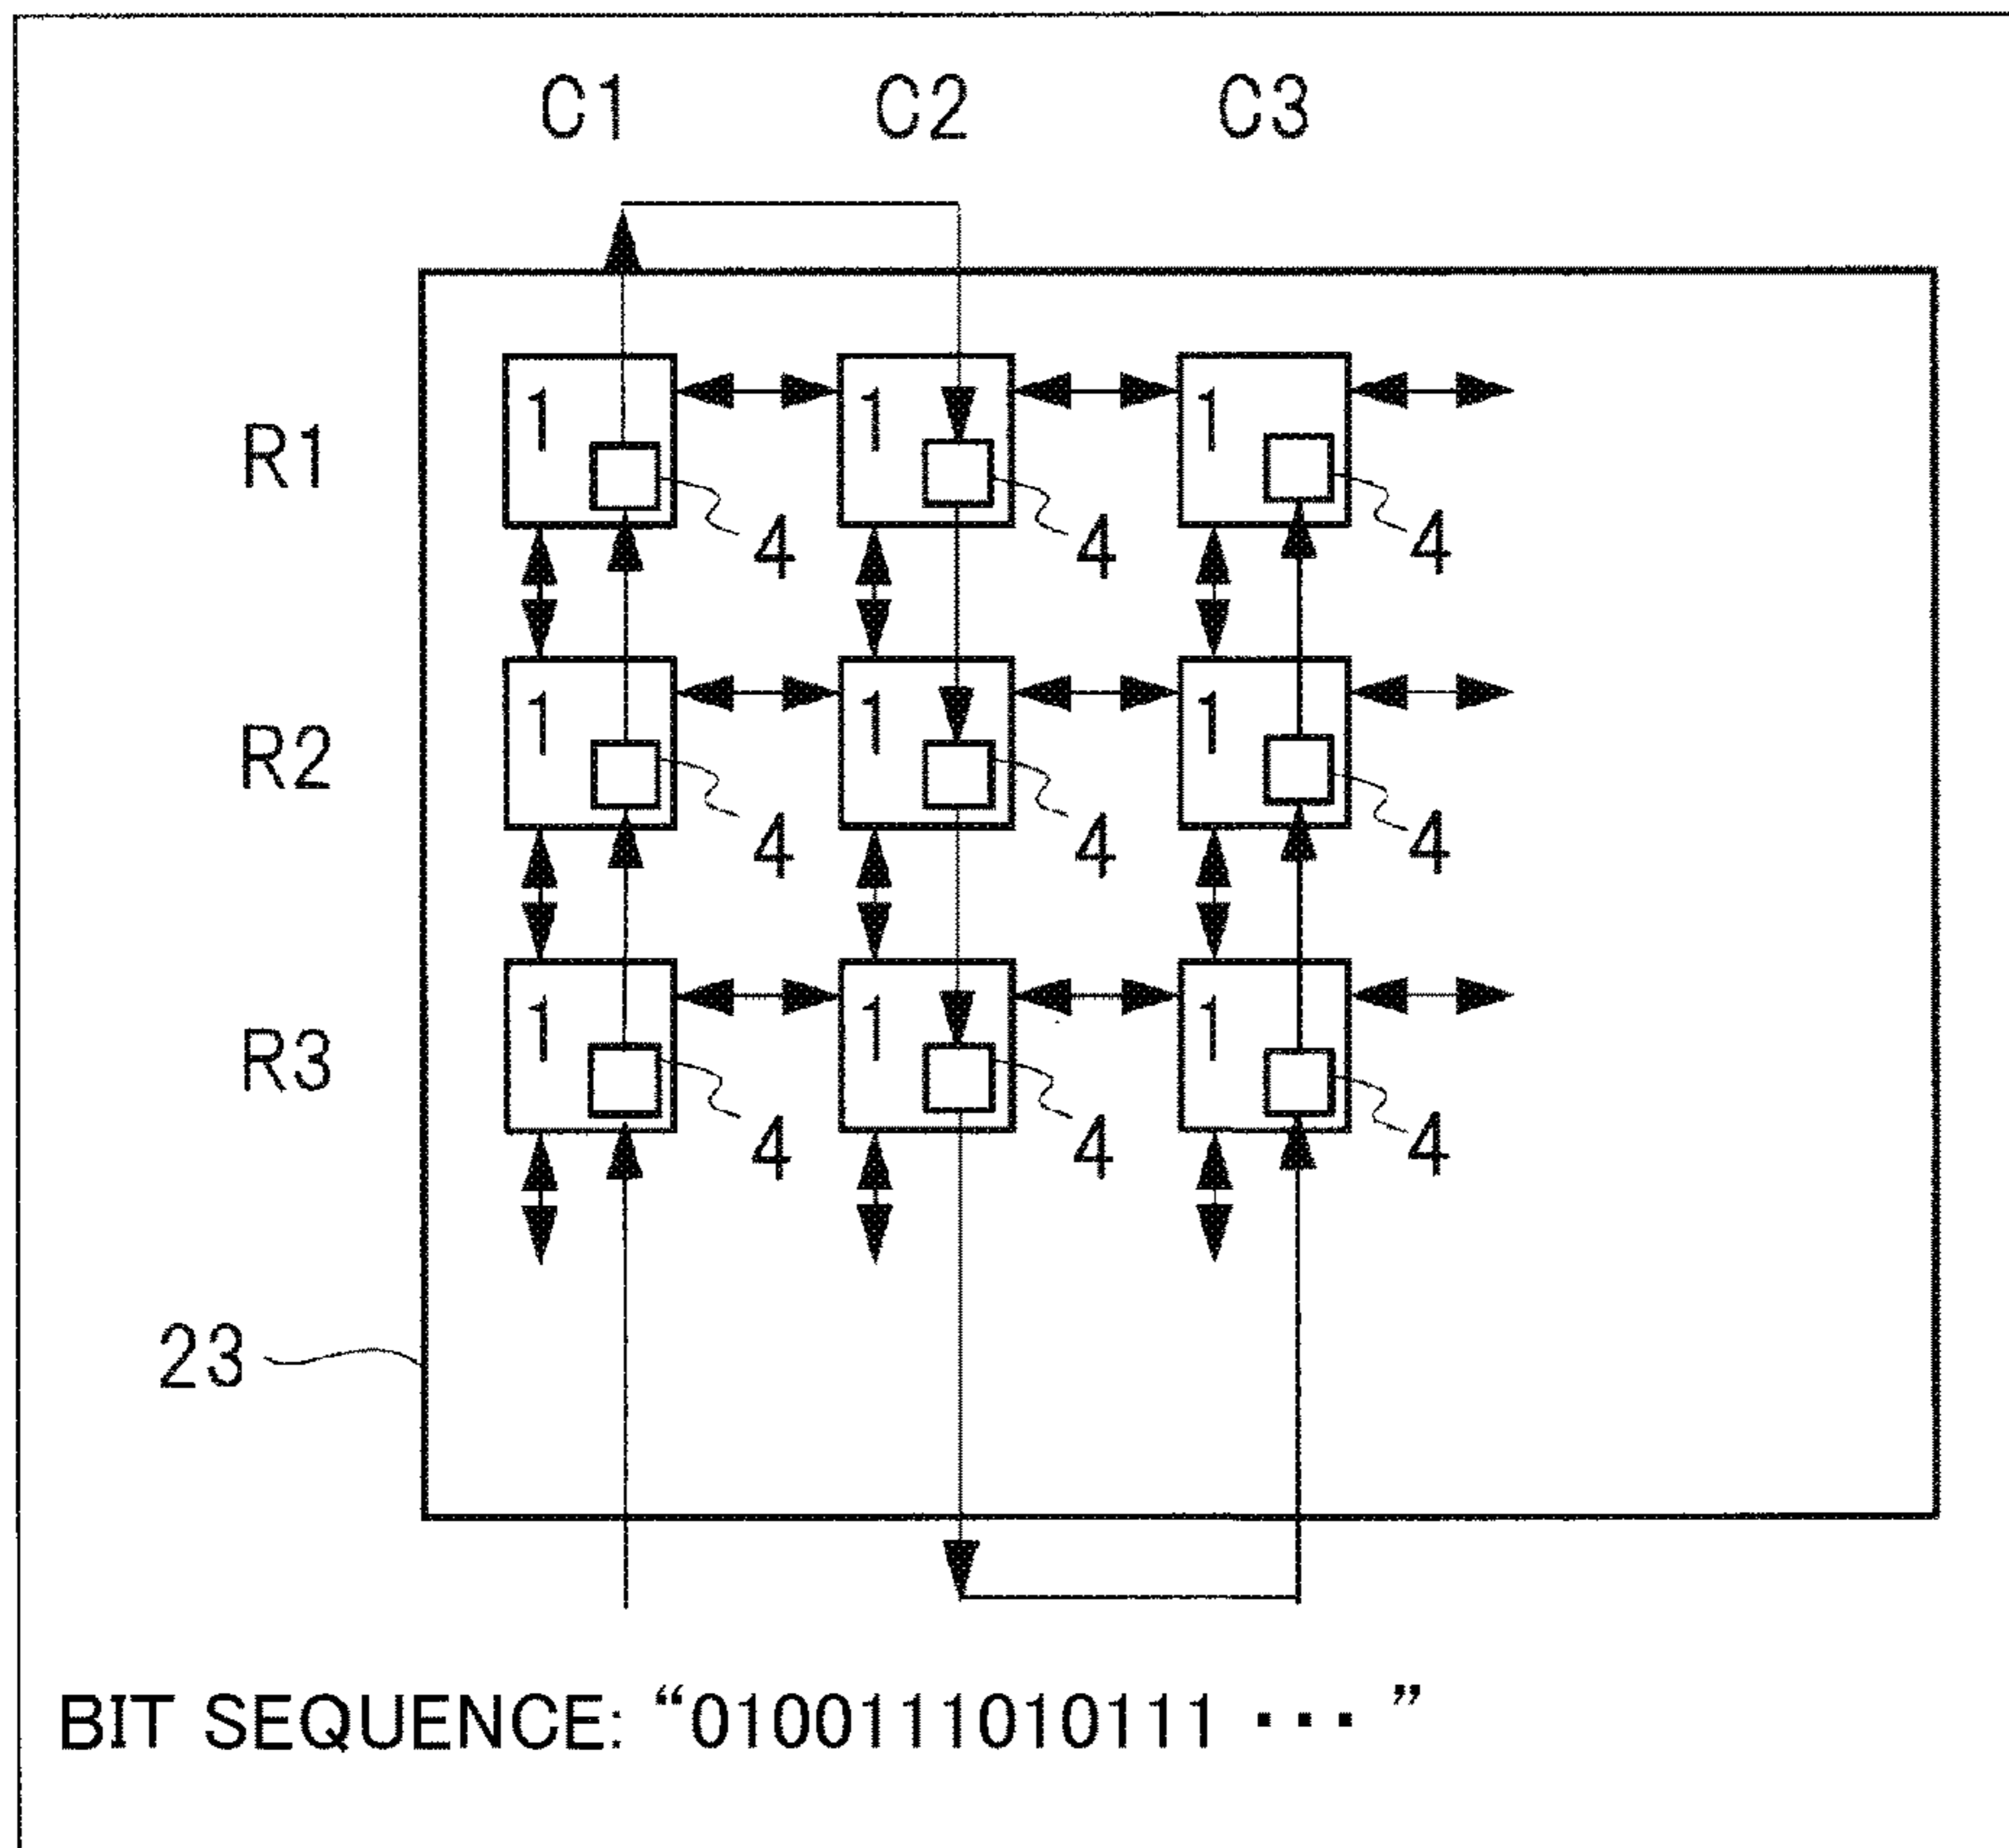 C1 C2 C3
R1 1 1 1
4 4 4
R2 1 1 1
4 4 4
R3 1 1 1
4 4 4
23
BIT SEQUENCE: “0100111010111 ･･･ ”